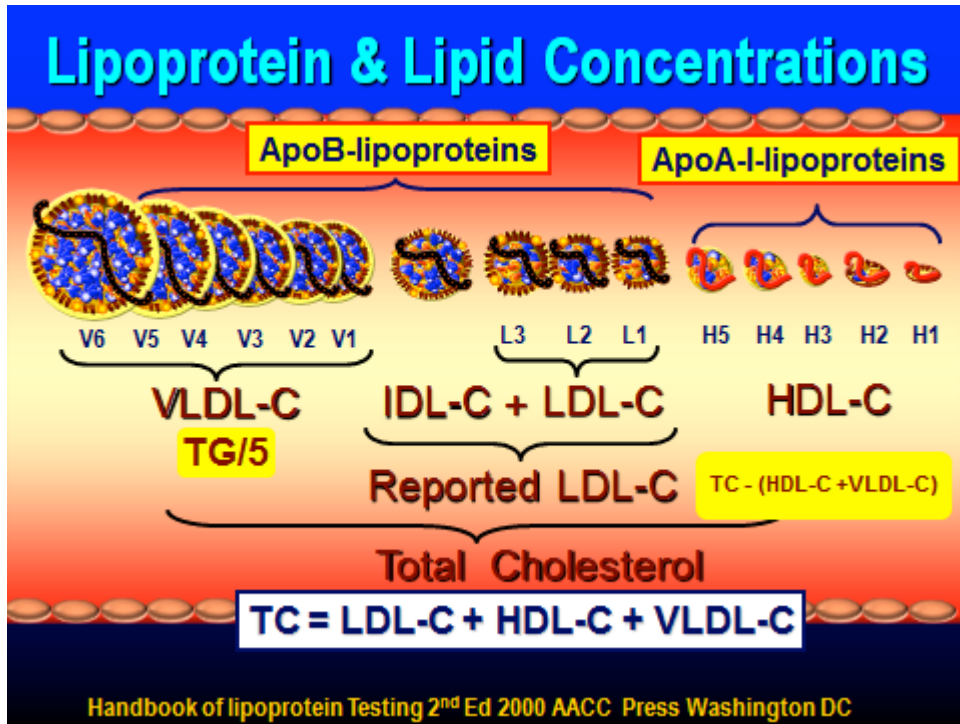 Lipoprotein & Lipid Concentrations
ApoB-lipoproteins
ApoA-I-lipoproteins
V6 V5 V4 V3 V2 V1 L3 L2 L1 H5 H4 H3 H2 H1
VLDL-C IDL-C + LDL-C HDL-C
TG/5
Reported LDL-C
TC - (HDL-C +VLDL-C)
Total Cholesterol
TC = LDL-C + HDL-C + VLDL-C
Handbook of lipoprotein Testing 2nd Ed 2000 AACC Press Washington DC